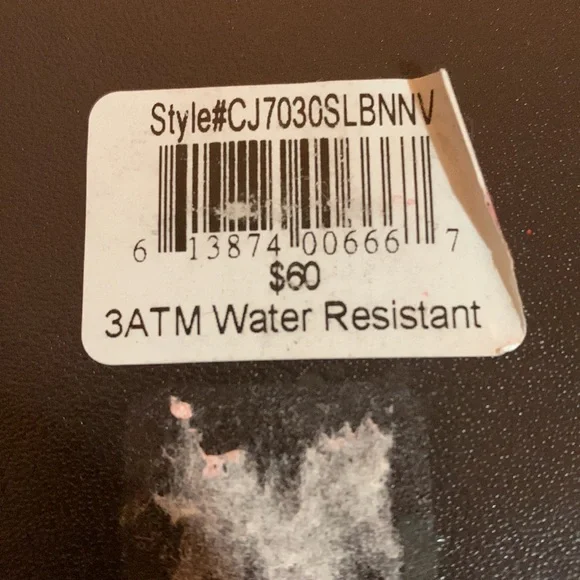 Style#CJ7030SLBNNV
6 13874 00666 7
$60
3ATM Water Resistant